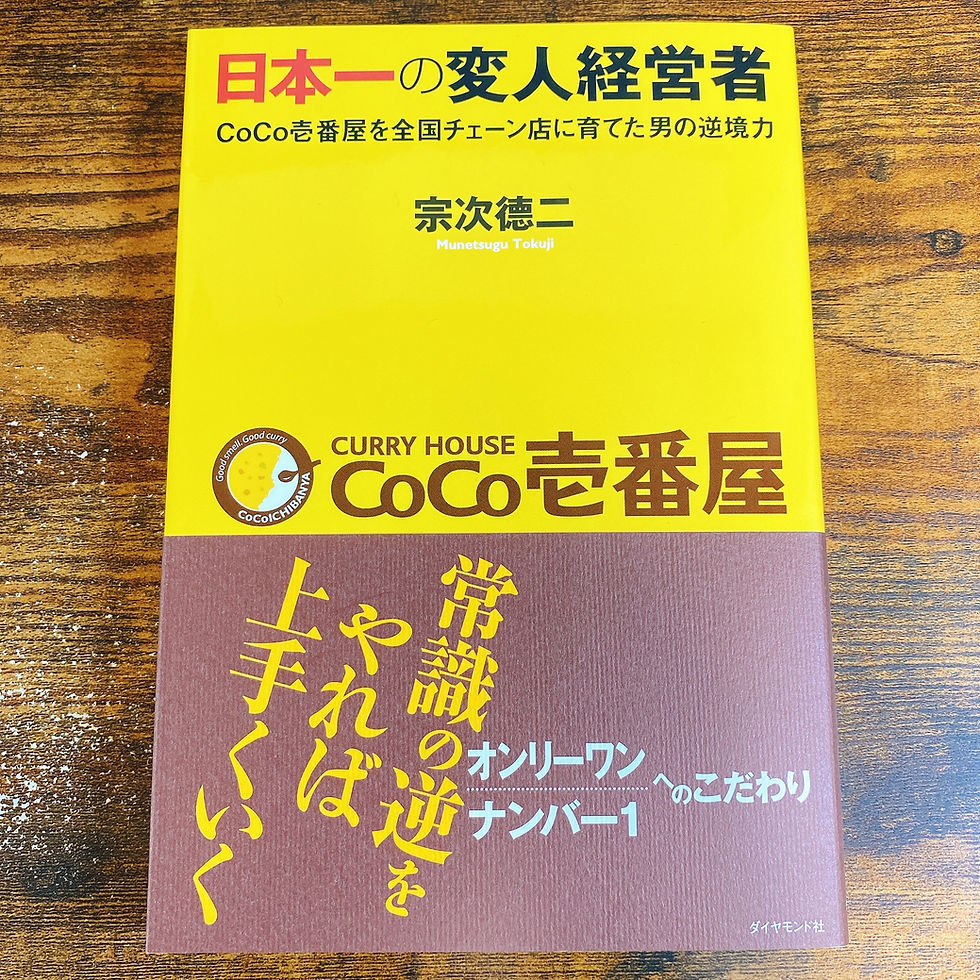 日本一の変人経営者
CoCo壱番屋を全国チェーン店に育てた男の逆境力
宗次德二
Munetsugu Tokuji
Good smell. Good curry
CoCoICHIBANYA
CURRY HOUSE
CoCo壱番屋
常識の逆を
やれば
上手くいく
オンリーワン
ナンバー1
へのこだわり
ダイヤモンド社